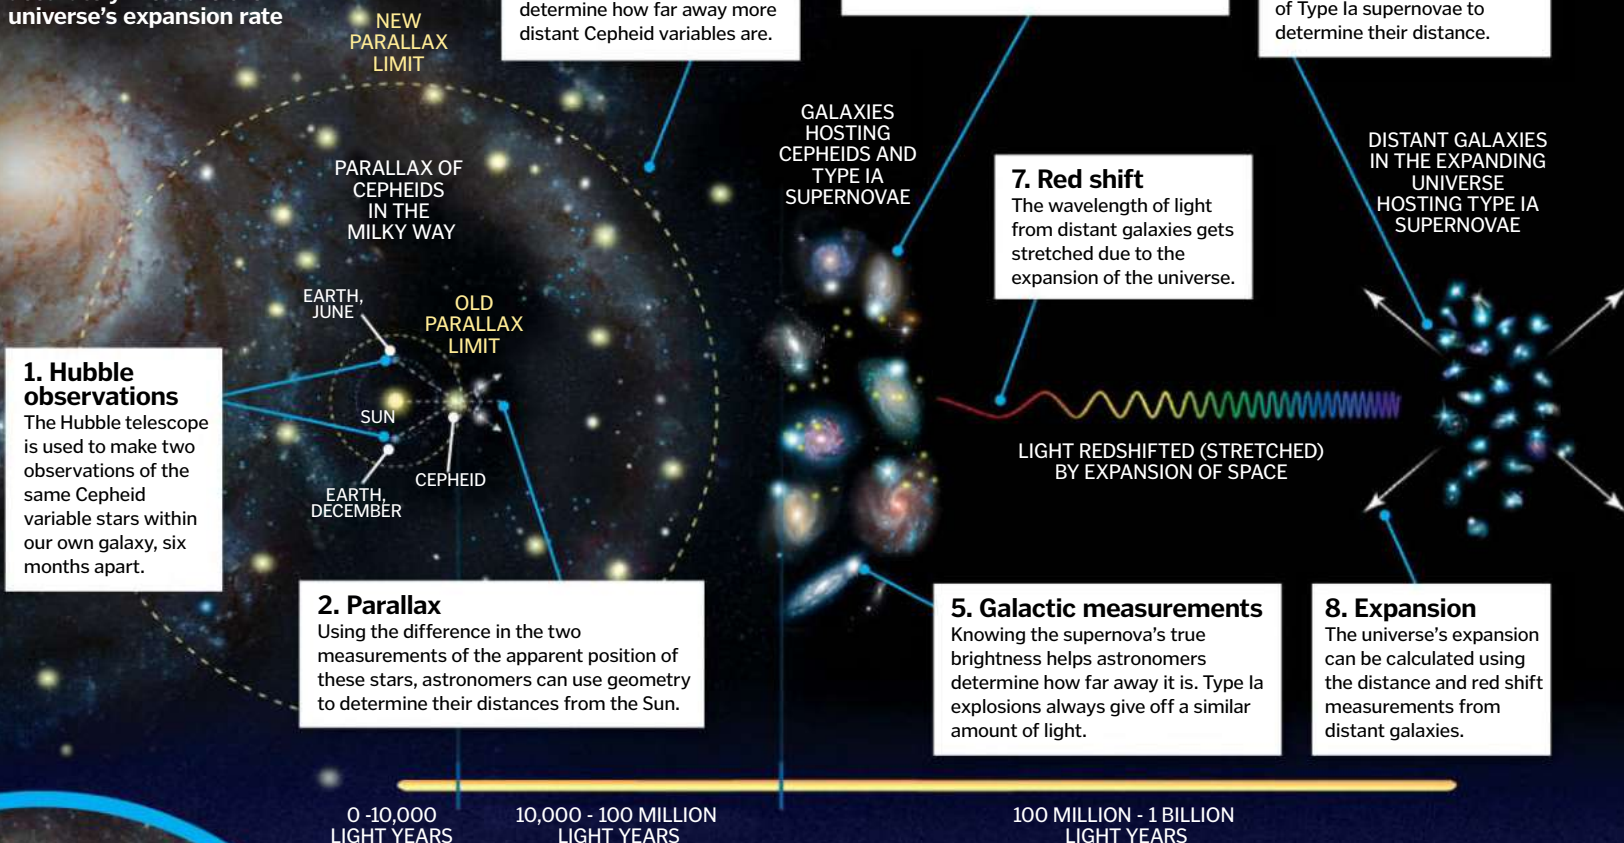 universe's expansion rate
determine how far away more
distant Cepheid variables are.
of Type Ia supernovae to
determine their distance.
NEW
PARALLAX
LIMIT
PARALLAX OF
CEPHEIDS
IN THE
MILKY WAY
GALAXIES
HOSTING
CEPHEIDS AND
TYPE IA
SUPERNOVAE
7. Red shift
The wavelength of light
from distant galaxies gets
stretched due to the
expansion of the universe.
DISTANT GALAXIES
IN THE EXPANDING
UNIVERSE
HOSTING TYPE IA
SUPERNOVAE
EARTH,
JUNE
OLD
PARALLAX
LIMIT
1. Hubble
observations
The Hubble telescope
is used to make two
observations of the
same Cepheid
variable stars within
our own galaxy, six
months apart.
SUN
CEPHEID
EARTH,
DECEMBER
LIGHT REDSHIFTED (STRETCHED)
BY EXPANSION OF SPACE
2. Parallax
Using the difference in the two
measurements of the apparent position of
these stars, astronomers can use geometry
to determine their distances from the Sun.
5. Galactic measurements
Knowing the supernova's true
brightness helps astronomers
determine how far away it is. Type Ia
explosions always give off a similar
amount of light.
8. Expansion
The universe's expansion
can be calculated using
the distance and red shift
measurements from
distant galaxies.
0 -10,000
LIGHT YEARS
10,000 - 100 MILLION
LIGHT YEARS
100 MILLION - 1 BILLION
LIGHT YEARS